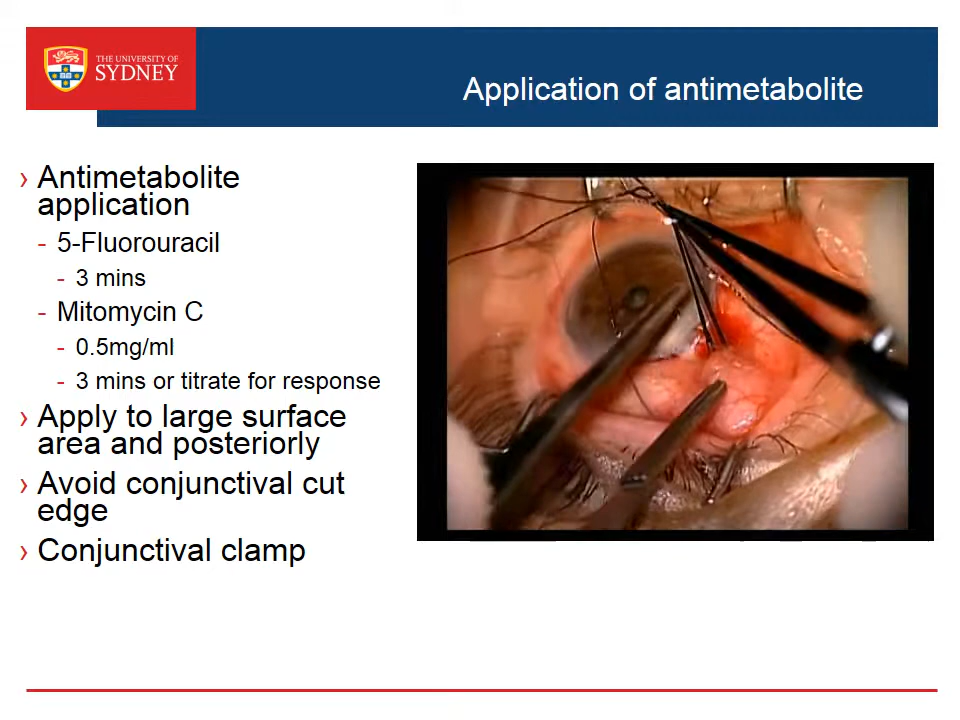 THE UNIVERSITY OF
SYDNEY
Application of antimetabolite
› Antimetabolite
application
- 5-Fluorouracil
- 3 mins
- Mitomycin C
- 0.5mg/ml
- 3 mins or titrate for response
› Apply to large surface
area and posteriorly
› Avoid conjunctival cut
edge
› Conjunctival clamp